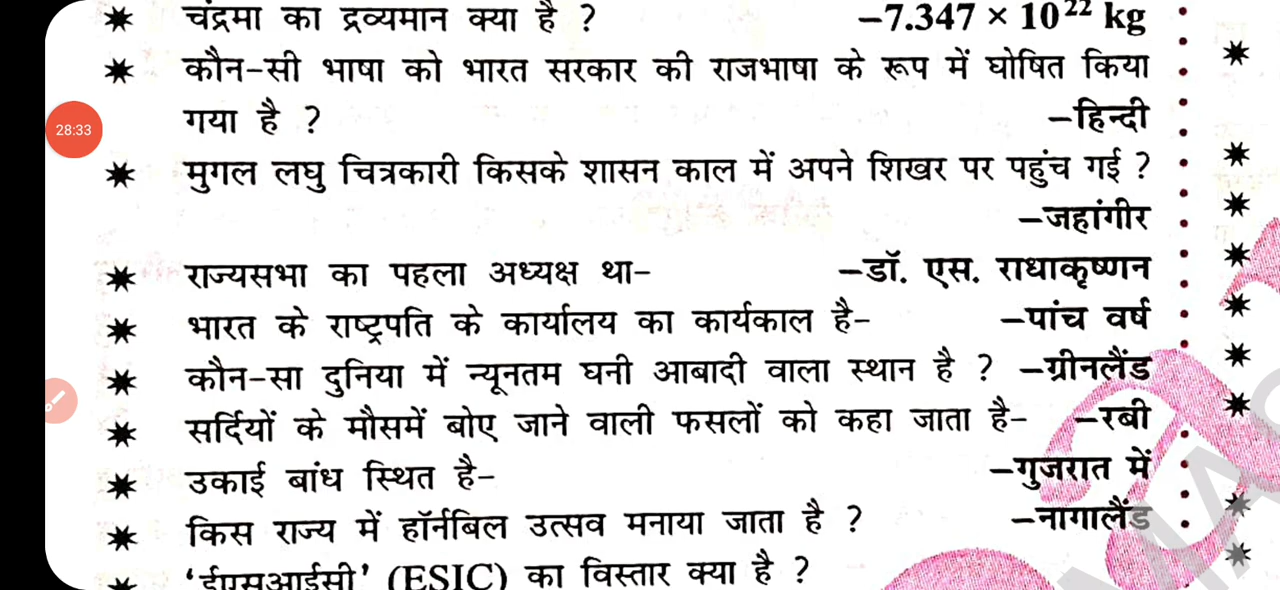 चंद्रमा का द्रव्यमान क्या है ? –7.347 × 10²² kg
कौन-सी भाषा को भारत सरकार की राजभाषा के रूप में घोषित किया
गया है ? –हिन्दी
28:33
मुगल लघु चित्रकारी किसके शासन काल में अपने शिखर पर पहुंच गई ?
–जहांगीर
राज्यसभा का पहला अध्यक्ष था– –डॉ. एस. राधाकृष्णन
भारत के राष्ट्रपति के कार्यालय का कार्यकाल है– –पांच वर्ष
कौन-सा दुनिया में न्यूनतम घनी आबादी वाला स्थान है ? –ग्रीनलैंड
सर्दियों के मौसमें बोए जाने वाली फसलों को कहा जाता है– –रबी
उकाई बांध स्थित है– –गुजरात में
किस राज्य में हॉर्नबिल उत्सव मनाया जाता है ? –नागालैंड
‘ईएसआईसी’ (ESIC) का विस्तार क्या है ?